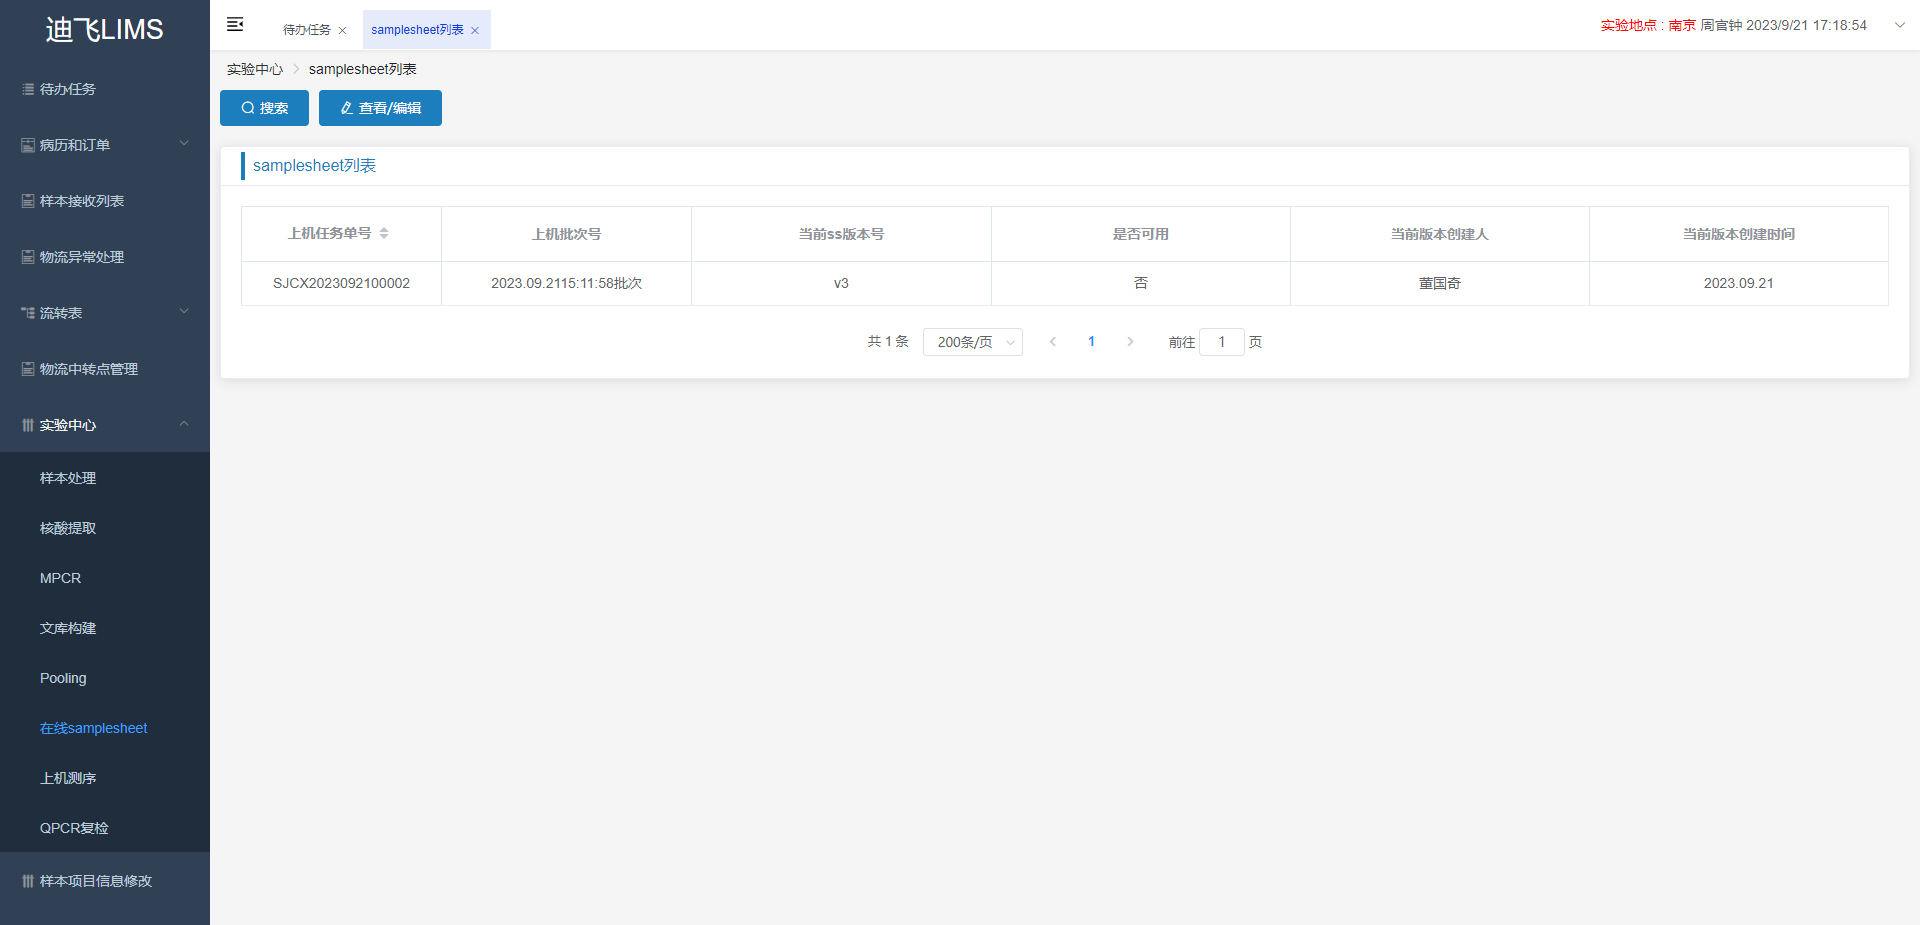 迪飞LIMS
待办任务
病历和订单
样本接收列表
物流异常处理
流转表
物流中转点管理
实验中心
样本处理
核酸提取
MPCR
文库构建
Pooling
在线samplesheet
上机测序
QPCR复检
样本项目信息修改
待办任务
samplesheet列表
实验地点 : 南京 周官钟 2023/9/21 17:18:54
实验中心 samplesheet列表
搜索 查看/编辑
samplesheet列表
上机任务单号 上机批次号 当前ss版本号 是否可用 当前版本创建人 当前版本创建时间
SJCX2023092100002 2023.09.2115:11:58批次 v3 否 董国奇 2023.09.21
共 1 条 200条/页 1 前往 1 页